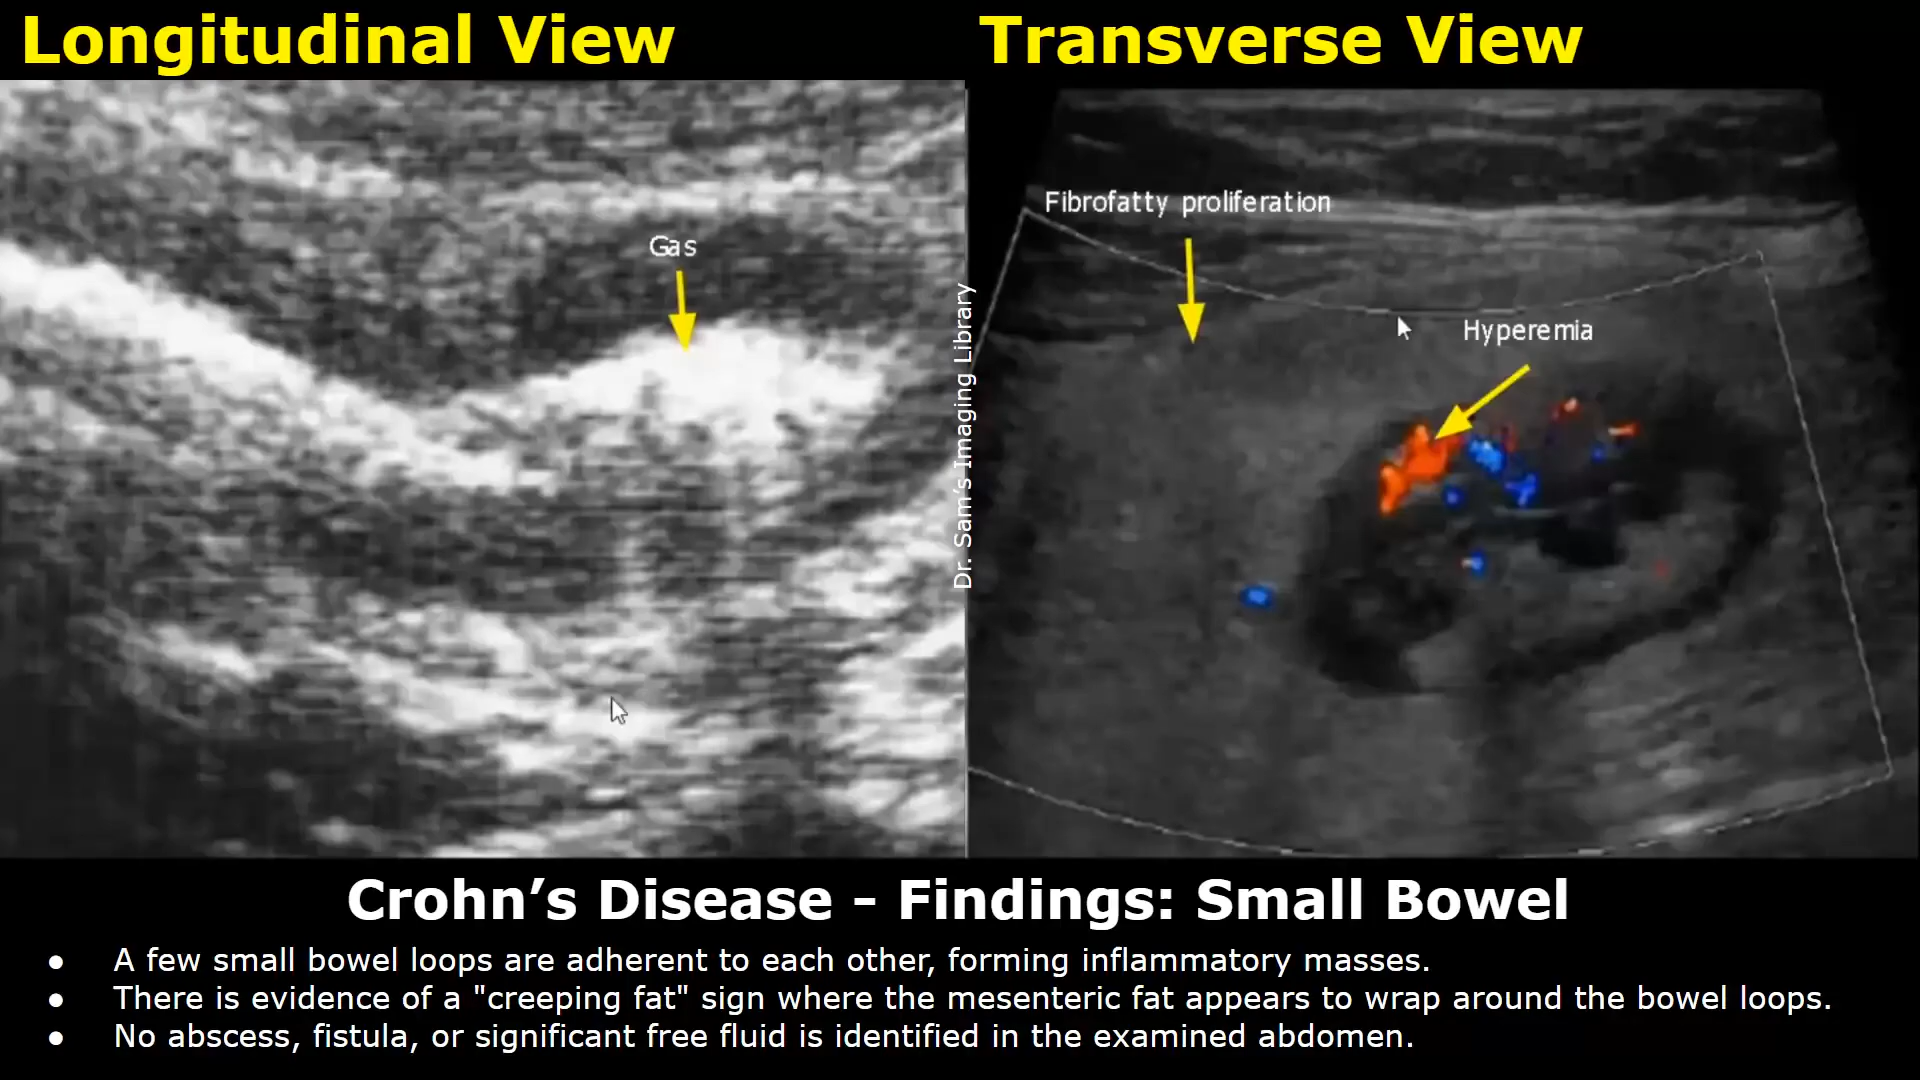 Longitudinal View
Transverse View
Gas
Dr. Sam's Imaging Library
Fibrofatty proliferation
Hyperemia
Crohn’s Disease – Findings: Small Bowel
● A few small bowel loops are adherent to each other, forming inflammatory masses.
● There is evidence of a "creeping fat" sign where the mesenteric fat appears to wrap around the bowel loops.
● No abscess, fistula, or significant free fluid is identified in the examined abdomen.